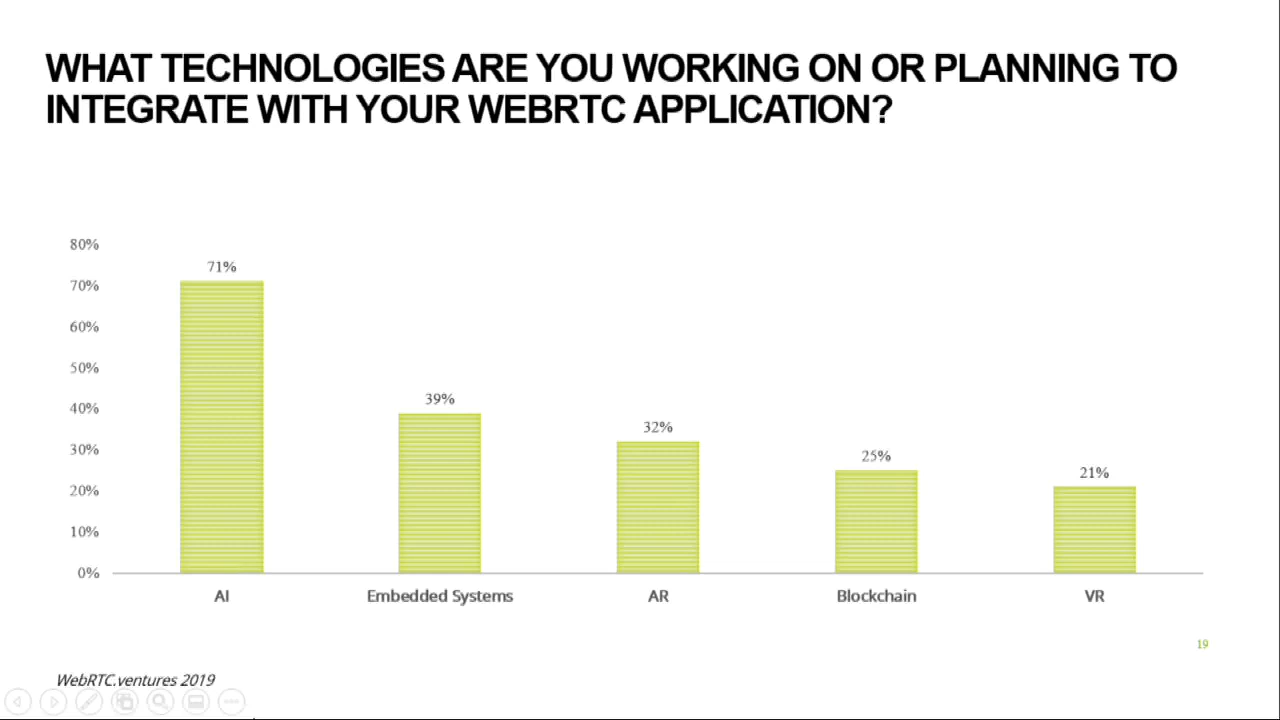 WHAT TECHNOLOGIES ARE YOU WORKING ON OR PLANNING TO
INTEGRATE WITH YOUR WEBRTC APPLICATION?
80%
70%
60%
50%
40%
30%
20%
10%
0%
71%
39%
32%
25%
21%
AI
Embedded Systems
AR
Blockchain
VR
19
WebRTC.ventures 2019